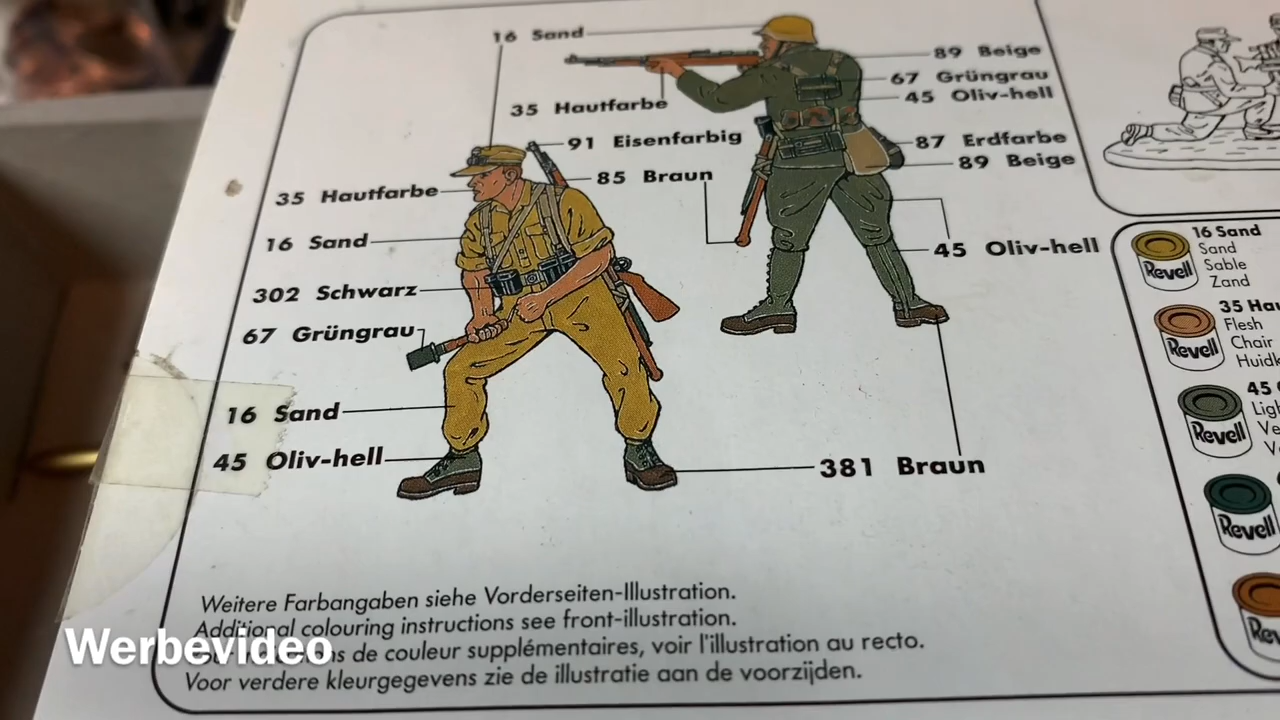 16 Sand
89 Beige
67 Grüngrau
45 Oliv-hell
35 Hautfarbe
91 Eisenfarbig
87 Erdfarbe
89 Beige
85 Braun
35 Hautfarbe
16 Sand
45 Oliv-hell
302 Schwarz
67 Grüngrau
16 Sand
45 Oliv-hell
381 Braun
Weitere Farbangaben siehe Vorderseiten-Illustration.
Additional colouring instructions see front-illustration.
de couleur supplémentaires, voir l'illustration au recto.
Voor verdere kleurgegevens zie de illustratie aan de voorzijden.
Werbevideo
16 Sand
Sand
Sable
Zand
Revell
35
Flesh
Chair
Revell
45
Revell
Revell